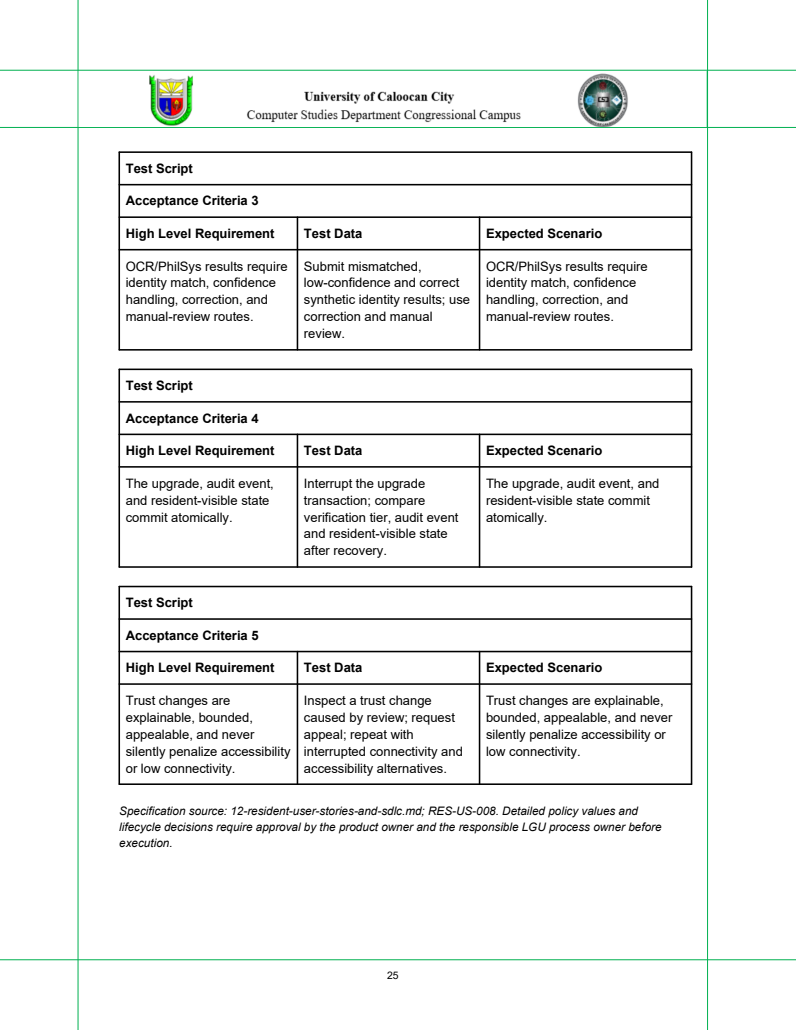 University of Caloocan City
Computer Studies Department Congressional Campus
Test Script
Acceptance Criteria 3
High Level Requirement
Test Data
Expected Scenario
OCR/PhilSys results require
identity match, confidence
handling, correction, and
manual-review routes.
Submit mismatched,
low-confidence and correct
synthetic identity results; use
correction and manual
review.
OCR/PhilSys results require
identity match, confidence
handling, correction, and
manual-review routes.
Test Script
Acceptance Criteria 4
High Level Requirement
Test Data
Expected Scenario
The upgrade, audit event,
and resident-visible state
commit atomically.
Interrupt the upgrade
transaction; compare
verification tier, audit event
and resident-visible state
after recovery.
The upgrade, audit event, and
resident-visible state commit
atomically.
Test Script
Acceptance Criteria 5
High Level Requirement
Test Data
Expected Scenario
Trust changes are
explainable, bounded,
appealable, and never
silently penalize accessibility
or low connectivity.
Inspect a trust change
caused by review; request
appeal; repeat with
interrupted connectivity and
accessibility alternatives.
Trust changes are explainable,
bounded, appealable, and never
silently penalize accessibility or
low connectivity.
Specification source: 12-resident-user-stories-and-sdlc.md; RES-US-008. Detailed policy values and
lifecycle decisions require approval by the product owner and the responsible LGU process owner before
execution.
25